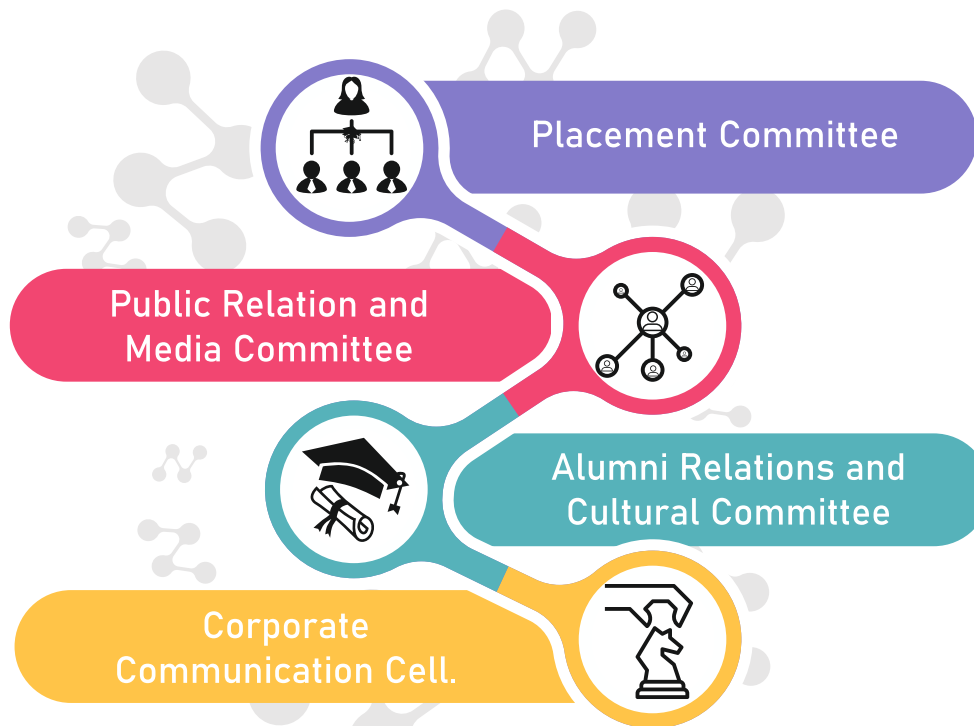 Placement Committee
Public Relation and
Media Committee
Alumni Relations and
Cultural Committee
Corporate
Communication Cell.